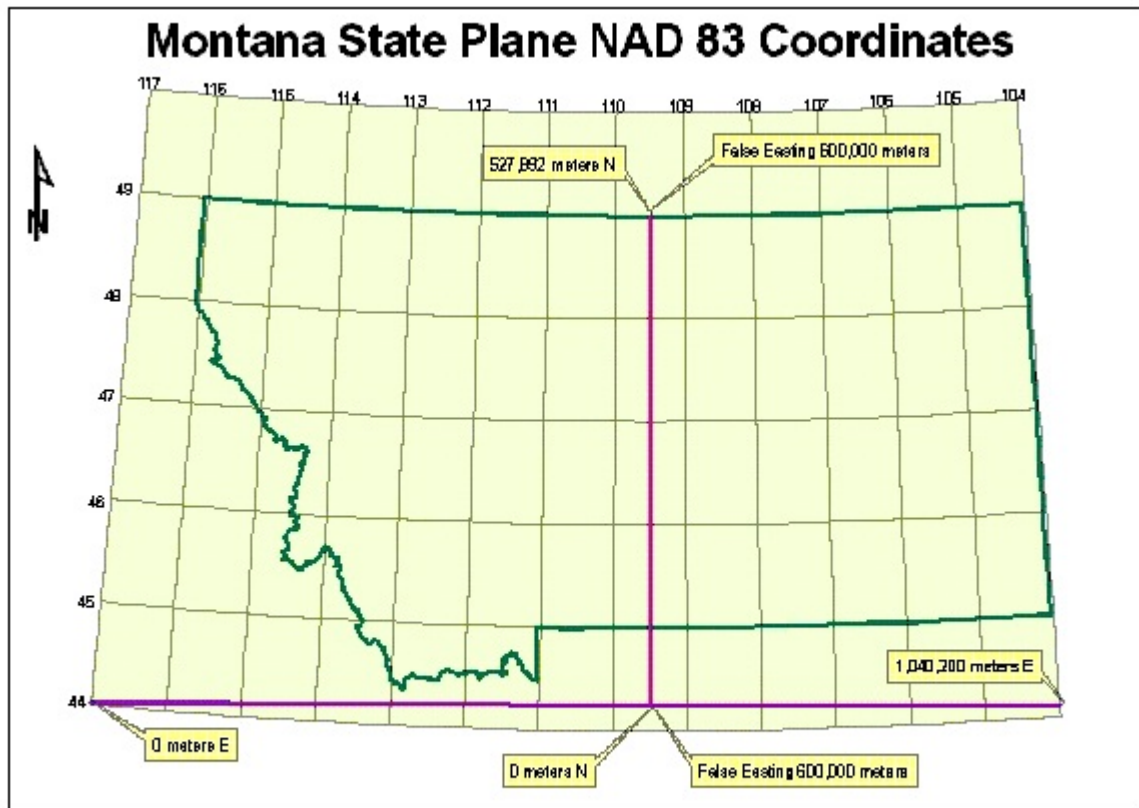 Montana State Plane NAD 83 Coordinates
117 116 115 114 113 112 111 110 109 108 107 106 105 104
527,892 meters N
False Easting 600,000 meters
N
49
48
47
46
45
44
1,040,200 meters E
0 meters E
0 meters N
False Easting 600,000 meters